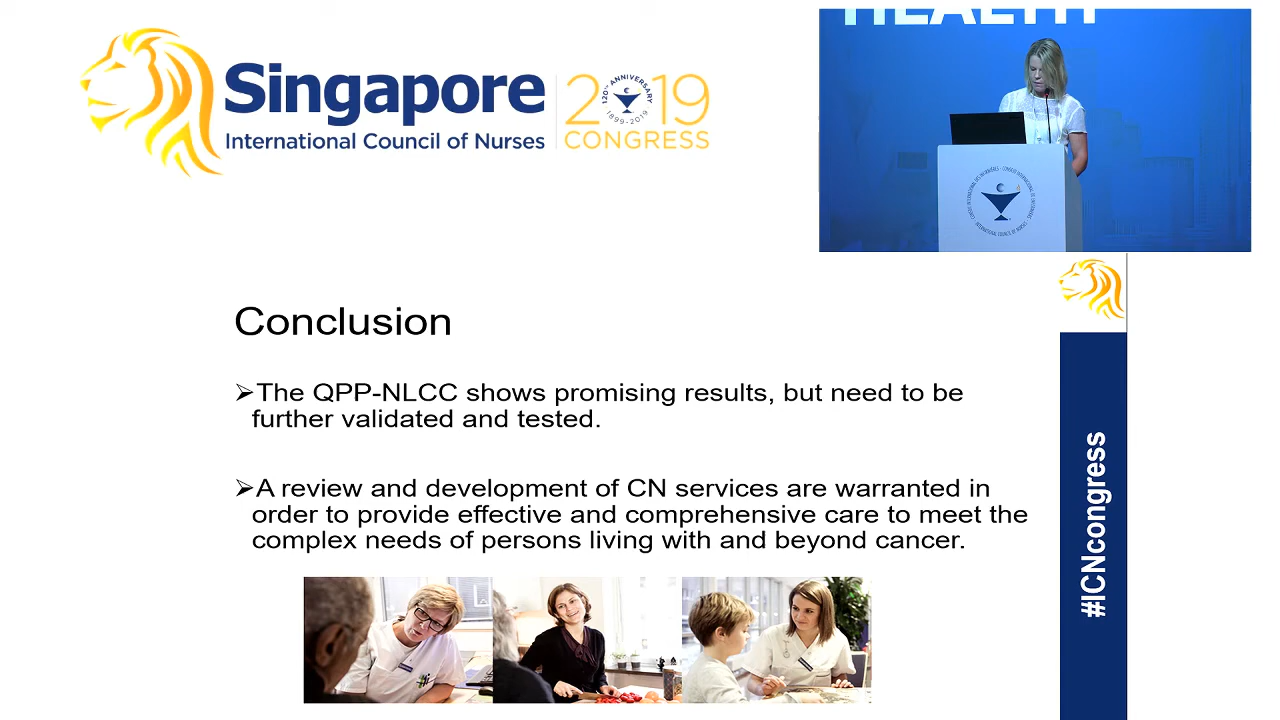 Singapore
International Council of Nurses
2019
CONGRESS
120TH ANNIVERSARY
1899-2019
HEALTH
Conclusion
➢The QPP-NLCC shows promising results, but need to be
further validated and tested.
➢A review and development of CN services are warranted in
order to provide effective and comprehensive care to meet the
complex needs of persons living with and beyond cancer.
#ICNcongress